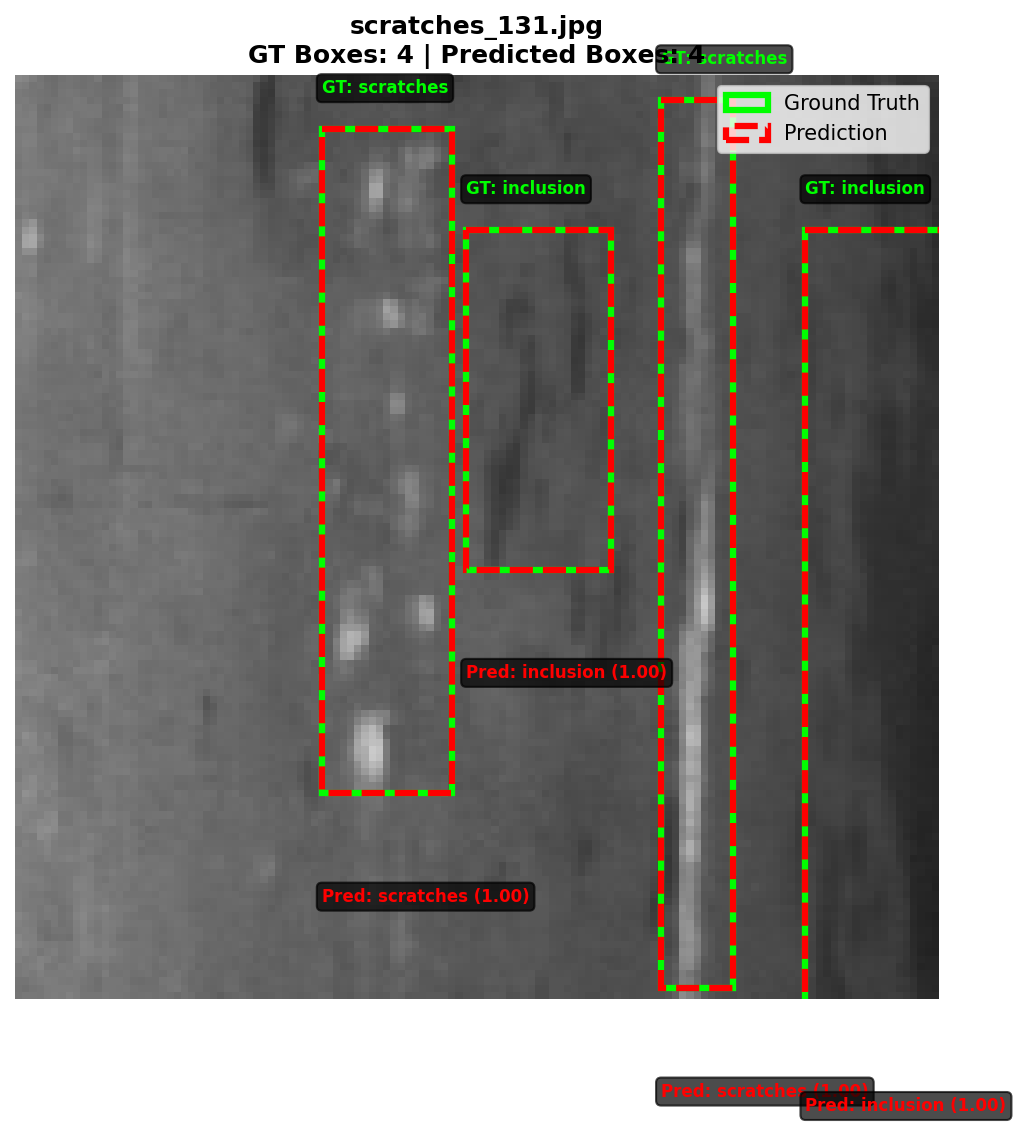 scratches_131.jpg
GT Boxes: 4 | Predicted Boxes: 4
GT: scratches
GT: scratches
Ground Truth
Prediction
GT: inclusion
GT: inclusion
Pred: inclusion (1.00)
Pred: scratches (1.00)
Pred: scratches (1.00)
Pred: inclusion (1.00)